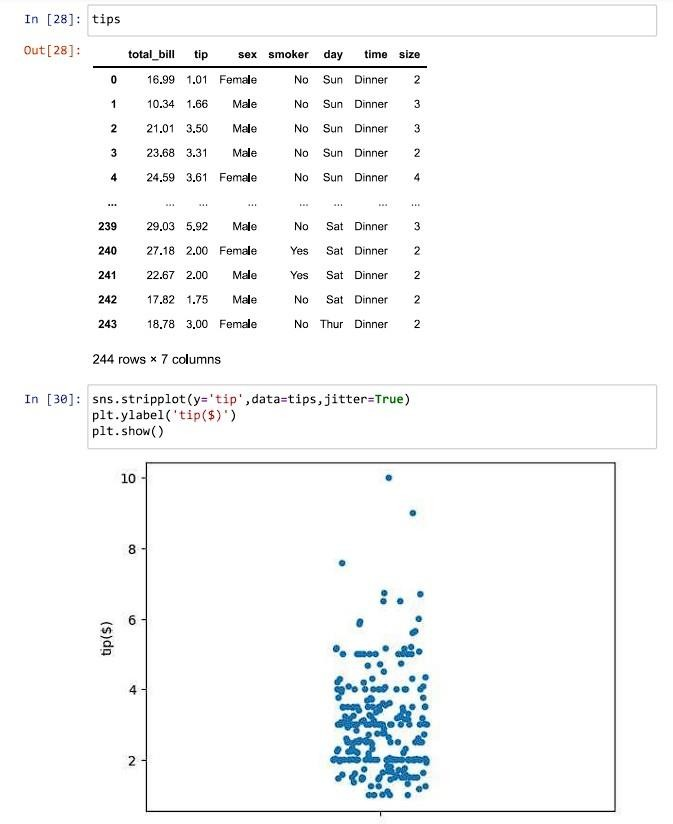 In [28]: tips
Out[28]:
total_bill tip sex smoker day time size
0 16.99 1.01 Female No Sun Dinner 2
1 10.34 1.66 Male No Sun Dinner 3
2 21.01 3.50 Male No Sun Dinner 3
3 23.68 3.31 Male No Sun Dinner 2
4 24.59 3.61 Female No Sun Dinner 4
... ... ... ... ... ... ... ...
239 29.03 5.92 Male No Sat Dinner 3
240 27.18 2.00 Female Yes Sat Dinner 2
241 22.67 2.00 Male Yes Sat Dinner 2
242 17.82 1.75 Male No Sat Dinner 2
243 18.78 3.00 Female No Thur Dinner 2
244 rows × 7 columns
In [30]: sns.stripplot(y='tip',data=tips,jitter=True)
plt.ylabel('tip($)')
plt.show()
10
8
6
tip($)
4
2